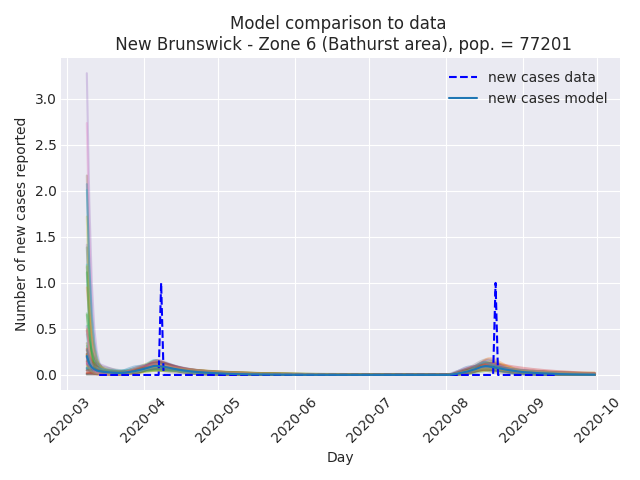 Model comparison to data
New Brunswick - Zone 6 (Bathurst area), pop. = 77201
new cases data
new cases model
Number of new cases reported
3.0
2.5
2.0
1.5
1.0
0.5
0.0
2020-03
2020-04
2020-05
2020-06
2020-07
2020-08
2020-09
2020-10
Day